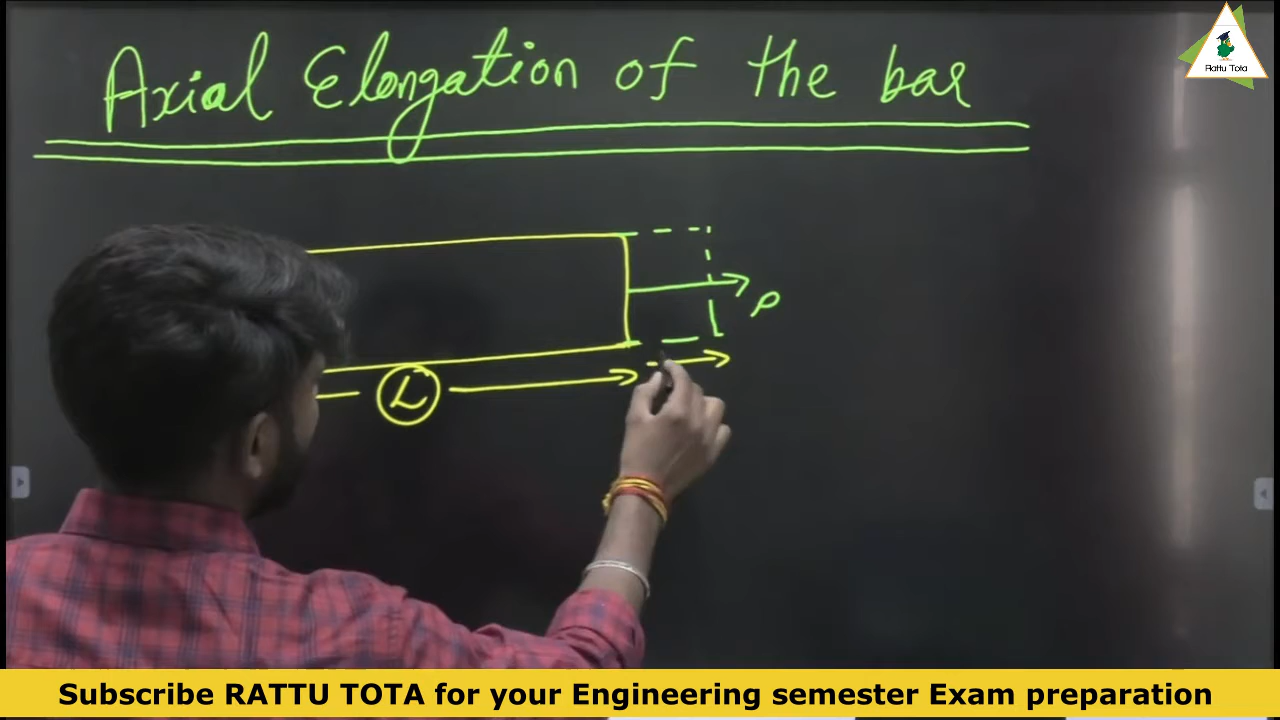 Rattu Tota
Axial Elongation of the bar
P
L
Subscribe RATTU TOTA for your Engineering semester Exam preparation